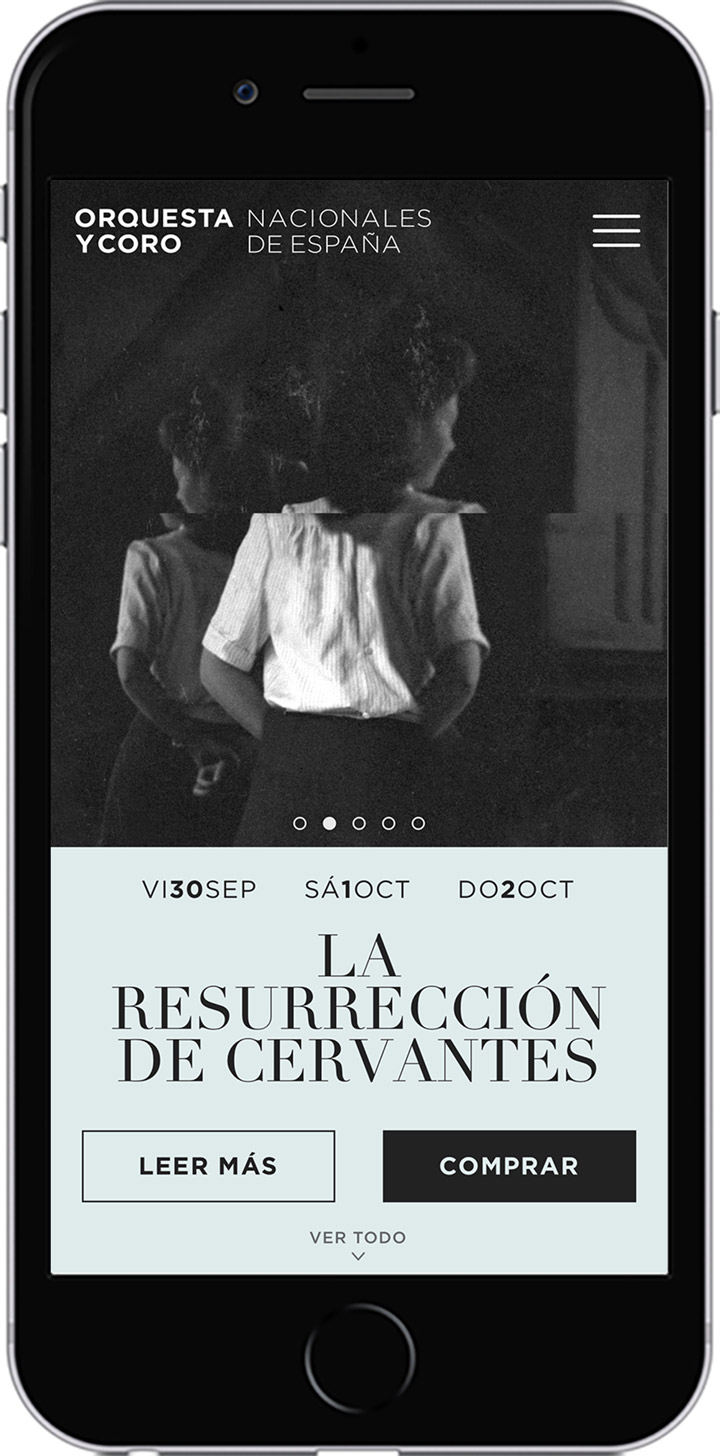 ORQUESTA NACIONALES
Y CORO DE ESPAÑA
VI30SEP SÁ1OCT DO2OCT
LA
RESURRECCIÓN
DE CERVANTES
LEER MÁS COMPRAR
VER TODO